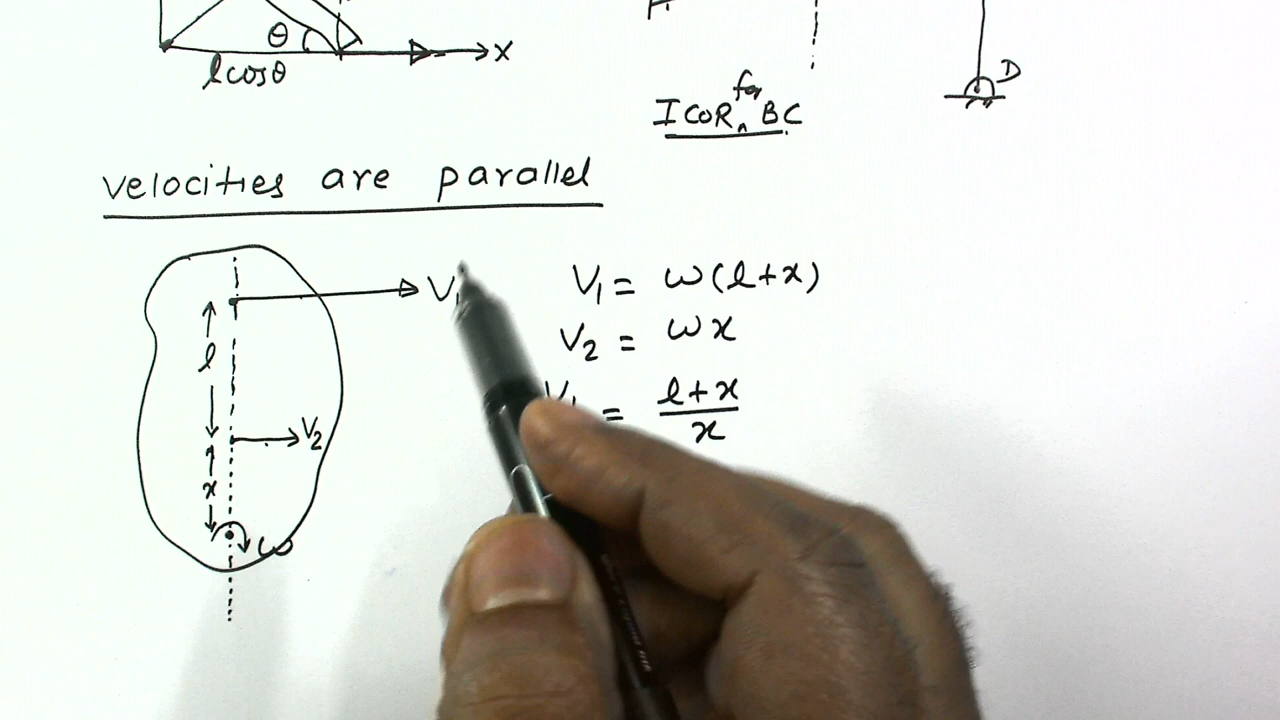 θ
x
lcosθ
D
ICOR for BC
velocities are parallel
V1
V1 = ω(l+x)
l
V2 = ωx
V2
= l+x / x
x
ω